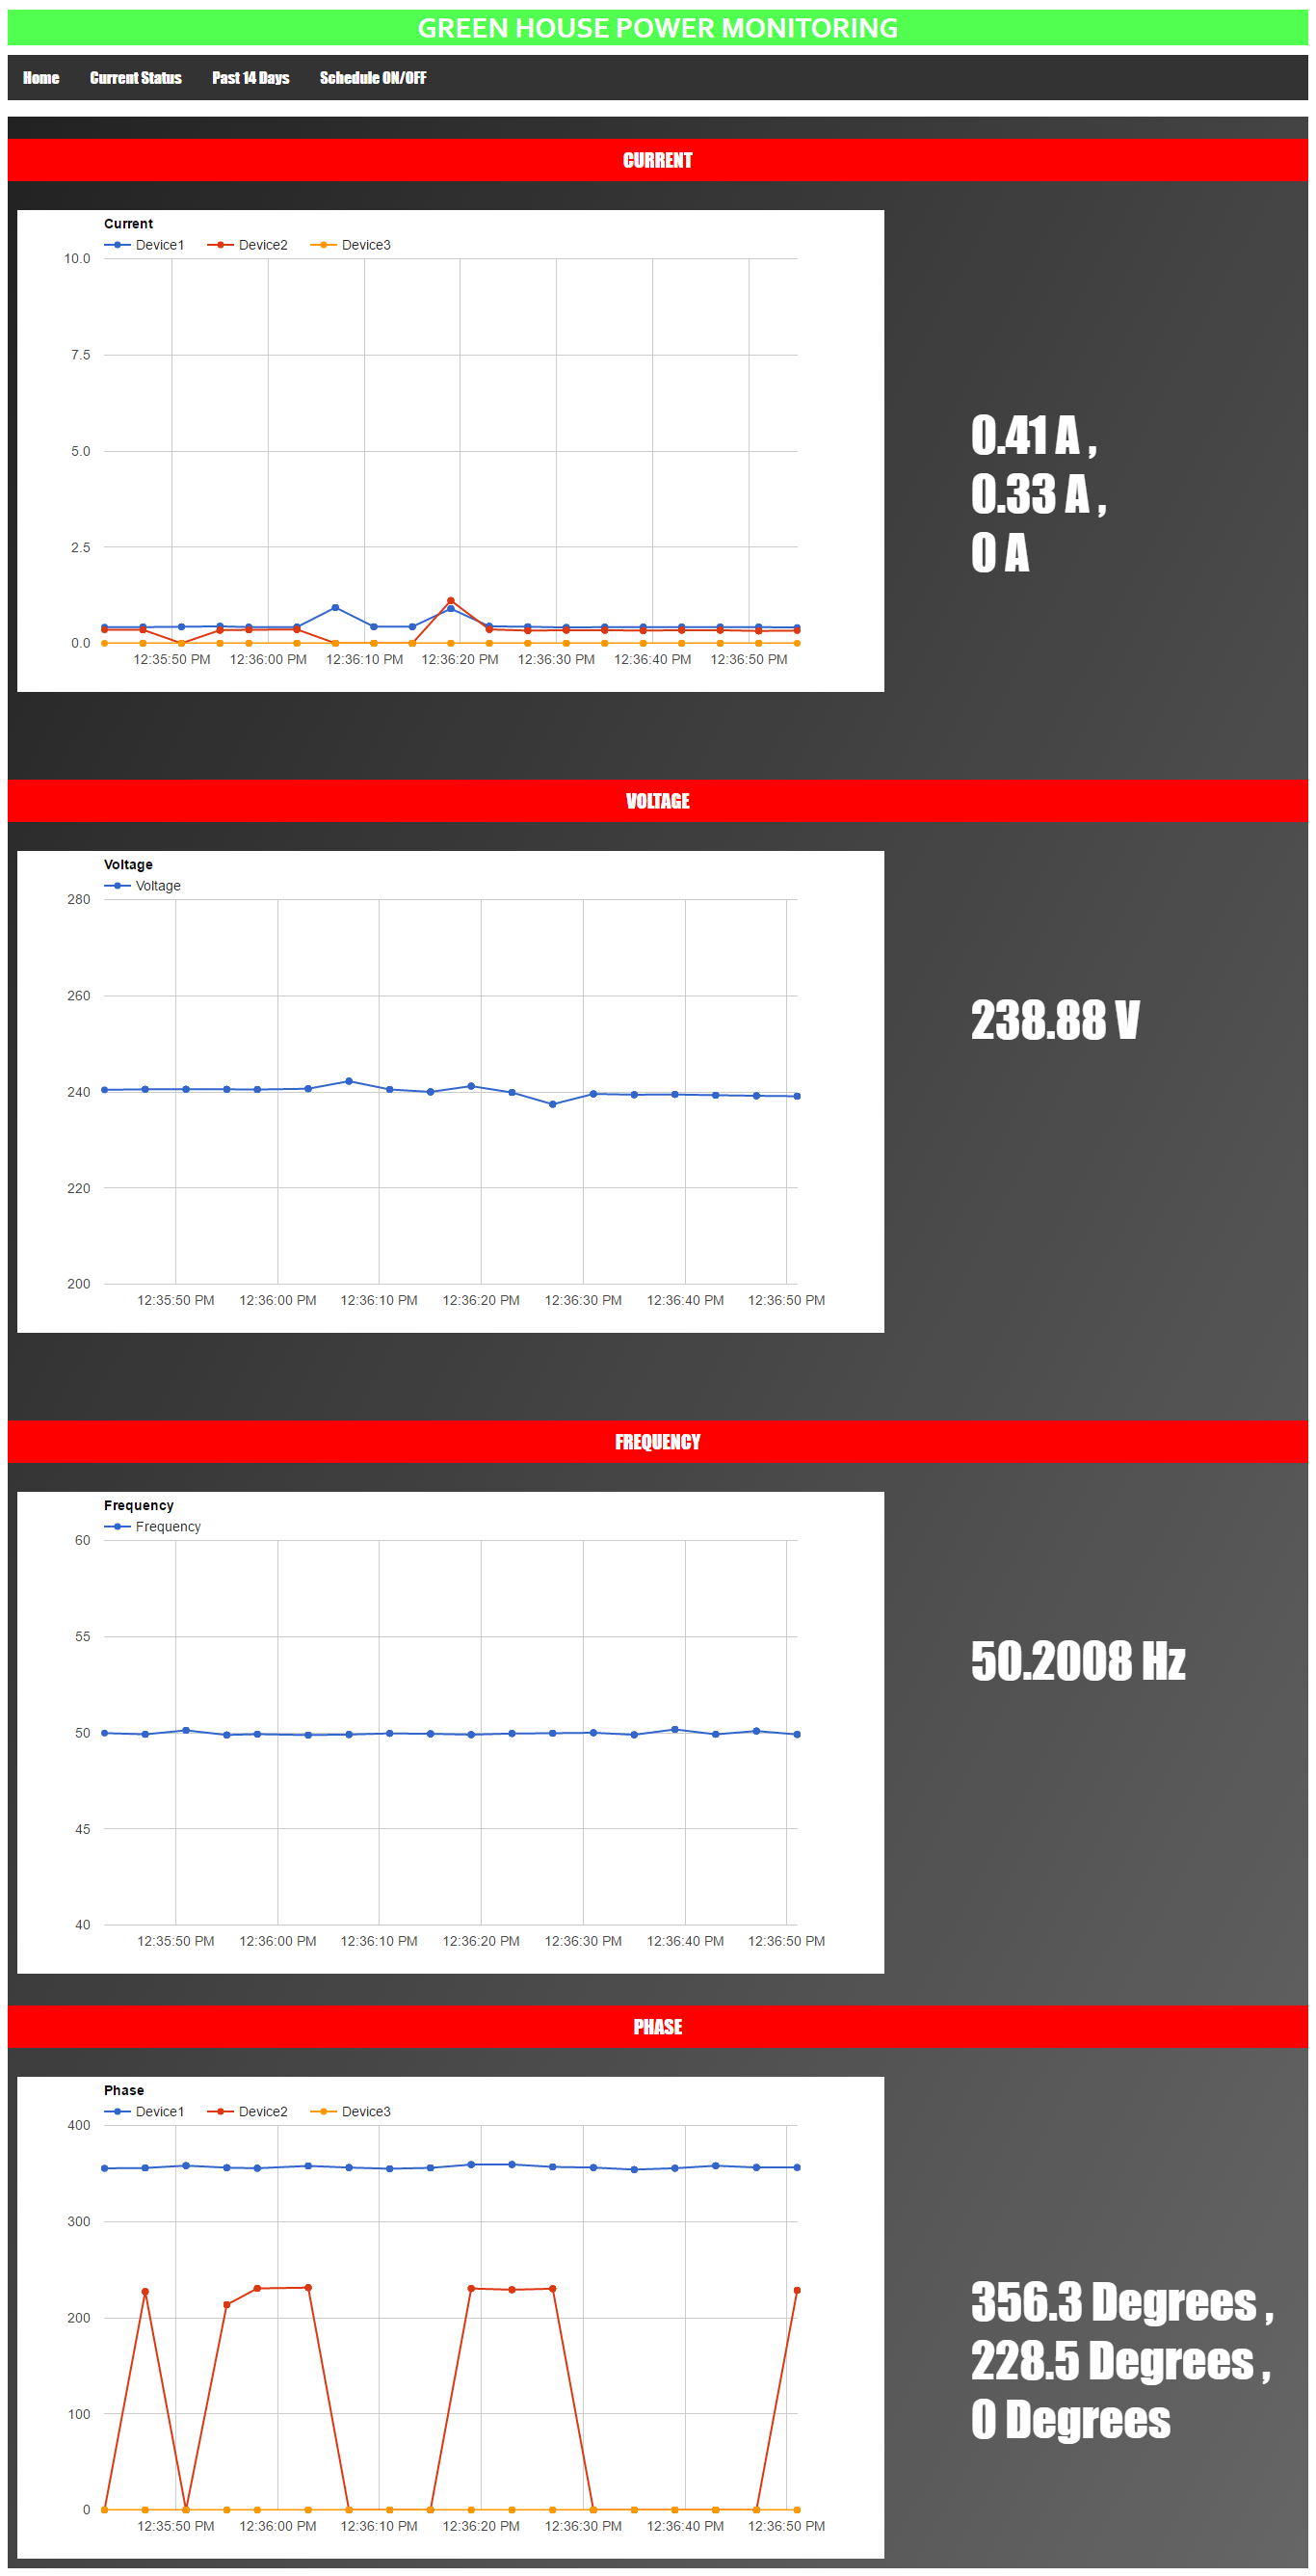 GREEN HOUSE POWER MONITORING
Home Current Status Past 14 Days Schedule ON/OFF
CURRENT
Current
Device1 Device2 Device3
10.0
7.5
5.0
2.5
0.0
12:35:50 PM 12:36:00 PM 12:36:10 PM 12:36:20 PM 12:36:30 PM 12:36:40 PM 12:36:50 PM
0.41 A ,
0.33 A ,
0 A
VOLTAGE
Voltage
Voltage
280
260
240
220
200
12:35:50 PM 12:36:00 PM 12:36:10 PM 12:36:20 PM 12:36:30 PM 12:36:40 PM 12:36:50 PM
238.88 V
FREQUENCY
Frequency
Frequency
60
55
50
45
40
12:35:50 PM 12:36:00 PM 12:36:10 PM 12:36:20 PM 12:36:30 PM 12:36:40 PM 12:36:50 PM
50.2008 Hz
PHASE
Phase
Device1 Device2 Device3
400
300
200
100
0
12:35:50 PM 12:36:00 PM 12:36:10 PM 12:36:20 PM 12:36:30 PM 12:36:40 PM 12:36:50 PM
356.3 Degrees ,
228.5 Degrees ,
0 Degrees